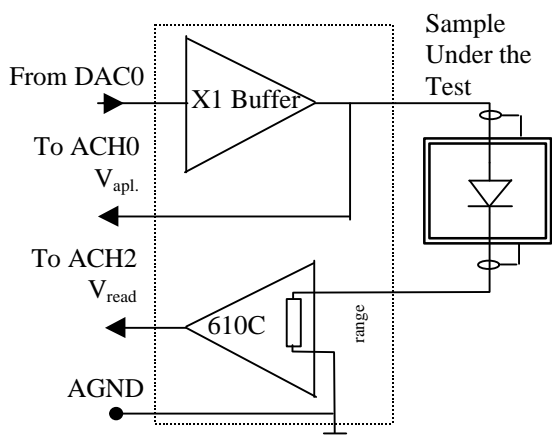 Sample
Under the
Test
From DAC0
X1 Buffer
To ACH0
Vapl.
To ACH2
Vread
610C
range
AGND